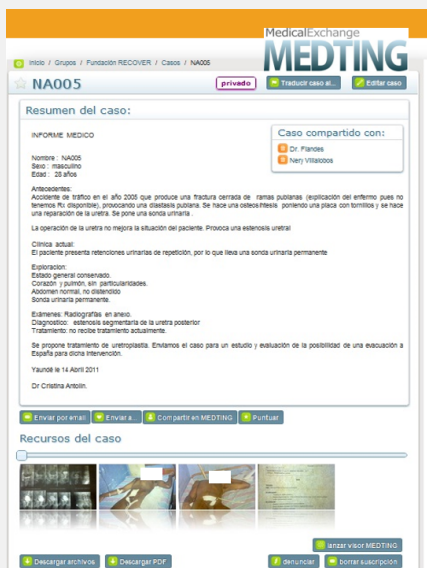 MedicalExchange
MEDTING
Inicio / Grupos / Fundación RECOVER / Casos / NA005
NA005
privado
Traducir caso al...
Editar caso
Resumen del caso:
INFORME MEDICO
Caso compartido con:
Dr. Flandes
Nery Villalobos
Nombre : NA005
Sexo : masculino
Edad : 28 años
Antecedentes:
Accidente de tráfico en el año 2005 que produce una fractura cerrada de ramas publanas (explicación del enfermo pues no
tenemos Rx disponible), provocando una diastasis publana. Se hace una osteosíntesis poniendo una placa con tornillos y se hace
una reparación de la uretra. Se pone una sonda urinaria .
La operación de la uretra no mejora la situación del paciente. Provoca una estenosis uretral
Clínica actual:
El paciente presenta retenciones urinarias de repetición, por lo que lleva una sonda urinaria permanente
Exploracion:
Estado general conservado.
Corazón y pulmón, sin particularidades.
Abdomen normal, no distendido
Sonda urinaria permanente.
Exámenes: Radiografías en anexo.
Diagnostico: estenosis segmentaria de la uretra posterior
Tratamiento: no recibe tratamiento actualmente.
Se propone tratamiento de uretroplastia. Enviamos el caso para un estudio y evaluación de la posibilidad de una evacuación a
España para dicha intervención.
Yaundé le 14 Abril 2011
Dr Cristina Antolin.
Enviar por email
Enviar a...
Compartir en MEDTING
Puntuar
Recursos del caso
lanzar visor MEDTING
Descargar archivos
Descargar PDF
denunciar
borrar suscripción